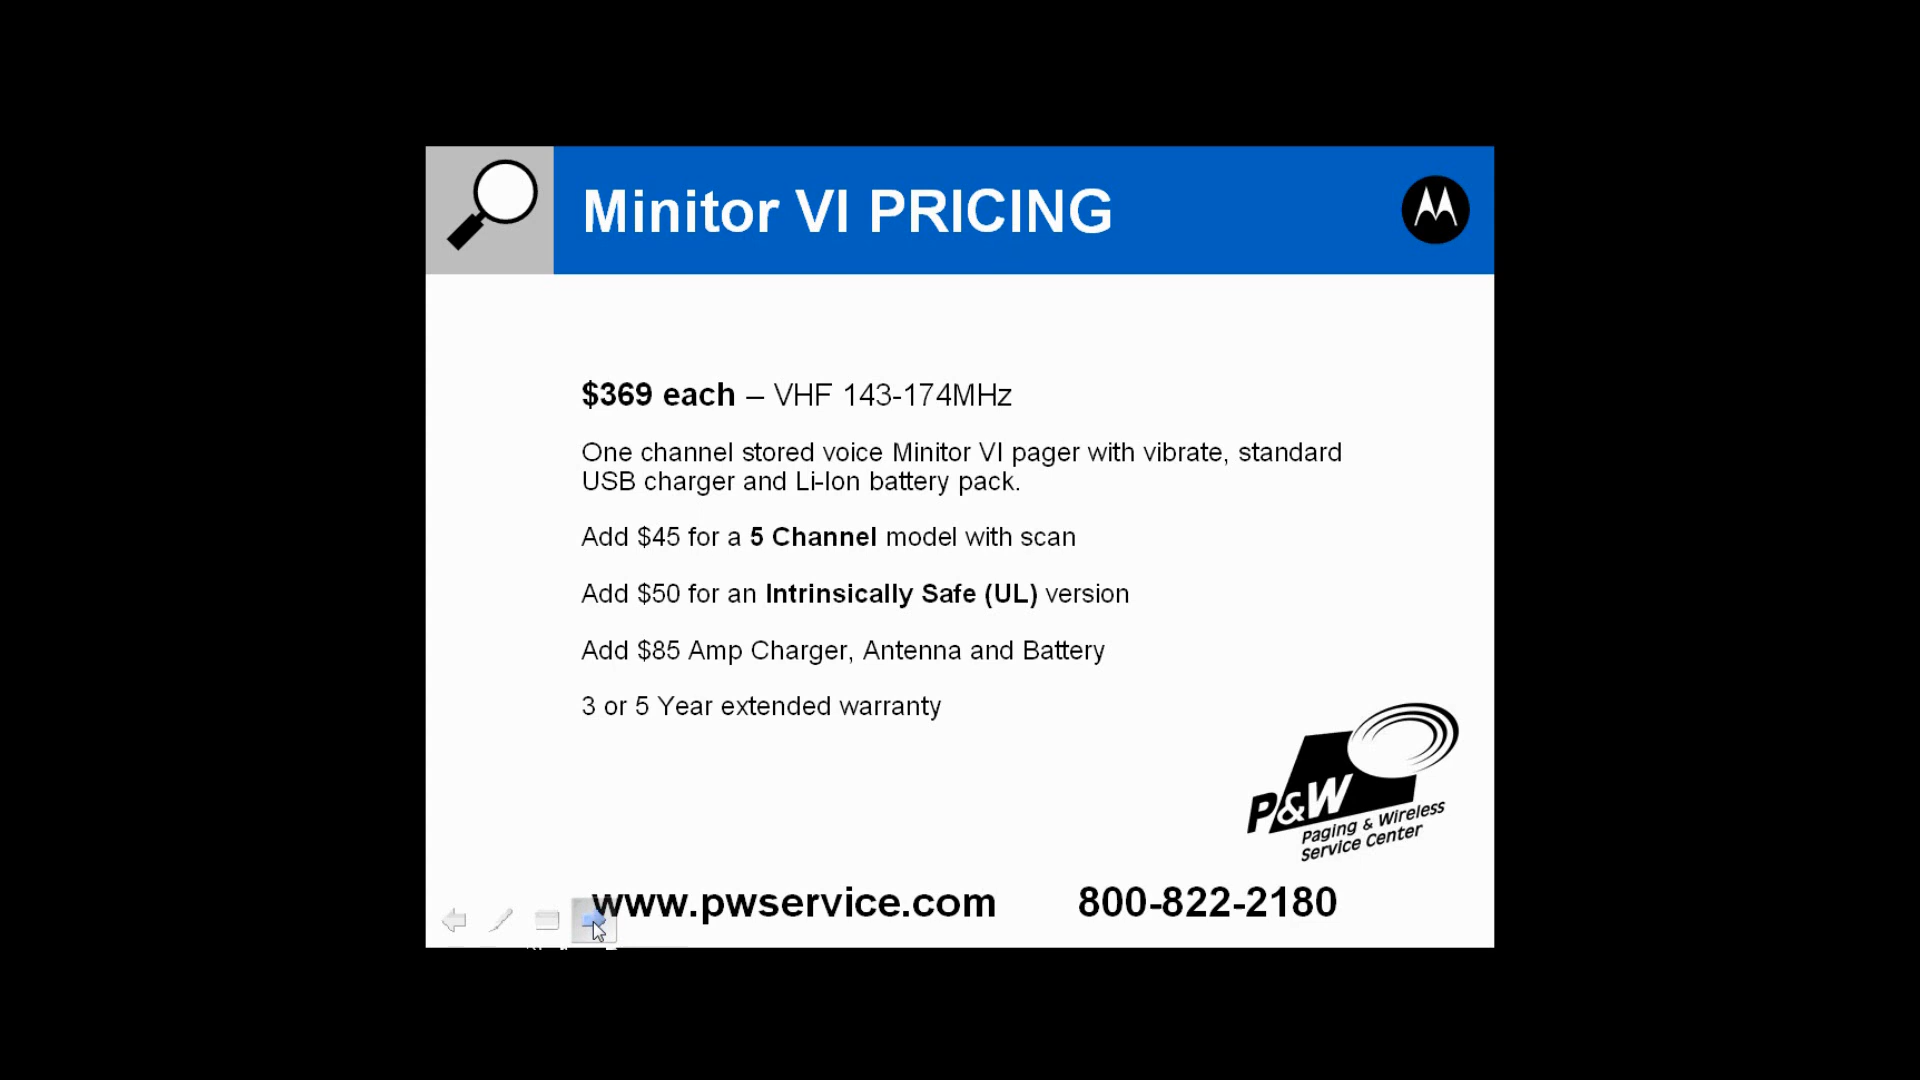 Minitor VI PRICING
$369 each – VHF 143-174MHz
One channel stored voice Minitor VI pager with vibrate, standard
USB charger and Li-Ion battery pack.
Add $45 for a 5 Channel model with scan
Add $50 for an Intrinsically Safe (UL) version
Add $85 Amp Charger, Antenna and Battery
3 or 5 Year extended warranty
P&W
Paging & Wireless
Service Center
www.pwservice.com 800-822-2180